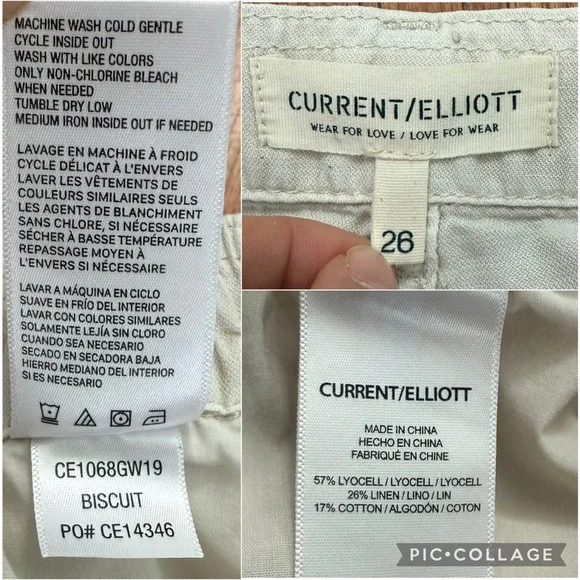 MACHINE WASH COLD GENTLE
CYCLE INSIDE OUT
WASH WITH LIKE COLORS
ONLY NON-CHLORINE BLEACH
WHEN NEEDED
TUMBLE DRY LOW
MEDIUM IRON INSIDE OUT IF NEEDED
LAVAGE EN MACHINE À FROID
CYCLE DÉLICAT À L'ENVERS
LAVER LES VÊTEMENTS DE
COULEURS SIMILAIRES SEULS
LES AGENTS DE BLANCHIMENT
SANS CHLORE, SI NÉCESSAIRE
SÉCHER À BASSE TEMPÉRATURE
REPASSAGE MOYEN À
L'ENVERS SI NÉCESSAIRE
LAVAR A MÁQUINA EN CICLO
SUAVE EN FRÍO DEL INTERIOR
LAVAR CON COLORES SIMILARES
SOLAMENTE LEJÍA SIN CLORO
CUANDO SEA NECESARIO
SECADO EN SECADORA BAJA
HIERRO MEDIANO DEL INTERIOR
SI ES NECESARIO
CE1068GW19
BISCUIT
PO# CE14346
CURRENT/ELLIOTT
WEAR FOR LOVE / LOVE FOR WEAR
26
CURRENT/ELLIOTT
MADE IN CHINA
HECHO EN CHINA
FABRIQUÉ EN CHINE
57% LYOCELL / LYOCELL / LYOCELL
26% LINEN / LINO / LIN
17% COTTON / ALGODÓN / COTON
PIC•COLLAGE